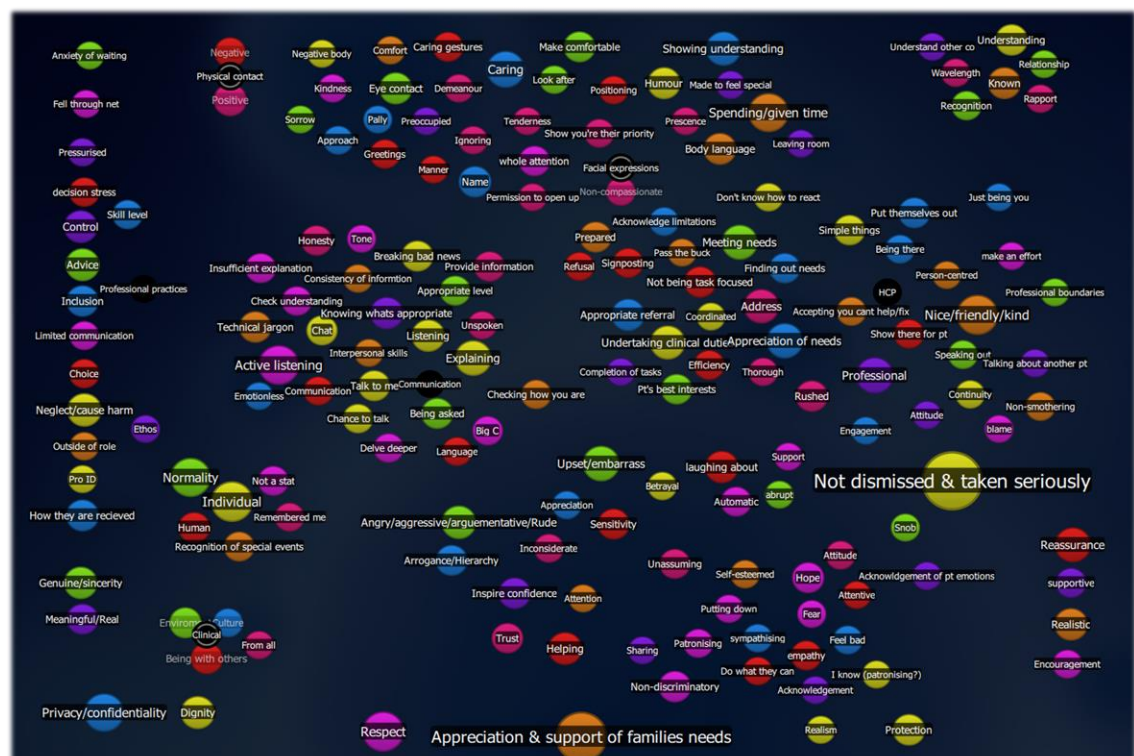 Anxiety of waiting
Negative
Physical contact
Positive
Negative body
Comfort
Caring gestures
Make comfortable
Showing understanding
Understand other co
Understanding
Fell through net
Kindness
Eye contact
Demeanour
Caring
Look after
Positioning
Humour
Made to feel special
Wavelength
Known
Relationship
Recognition
Rapport
Sorrow
Pally
Preoccupied
Tenderness
Show you're their priority
Prescence
Spending/given time
Pressurised
Approach
Greetings
Ignoring
Body language
Leaving room
Manner
whole attention
Facial expressions
Non-compassionate
Name
Permission to open up
Don't know how to react
Just being you
decision stress
Skill level
Control
Acknowledge limitations
Put themselves out
Simple things
Being there
Honesty
Tone
Breaking bad news
Prepared
Pass the buck
Meeting needs
Advice
Insufficient explanation
Provide information
Refusal
Signposting
Finding out needs
make an effort
Professional practices
Consistency of informtion
Appropriate level
Not being task focused
Person-centred
Professional boundaries
HCP
Inclusion
Check understanding
Knowing whats appropriate
Appropriate referral
Coordinated
Address
Accepting you cant help/fix
Nice/friendly/kind
Limited communication
Technical jargon
Chat
Listening
Unspoken
Undertaking clinical dutie
Appreciation of needs
Show there for pt
Interpersonal skills
Explaining
Speaking out
Choice
Active listening
Completion of tasks
Efficiency
Thorough
Professional
Talking about another pt
Emotionless
Communication
Talk to me
Communication
Checking how you are
Pt's best interests
Rushed
Continuity
Neglect/cause harm
Chance to talk
Being asked
Attitude
Non-smothering
Ethos
Big C
Engagement
blame
Outside of role
Delve deeper
Language
Pro ID
Normality
Not a stat
Upset/embrass
laughing about
Support
Not dismissed & taken seriously
Individual
Betrayal
Automatic
abrupt
How they are recieved
Remembered me
Appreciation
Human
Angry/aggressive/arguementative/Rude
Sensitivity
Snob
Recognition of special events
Inconsiderate
Reassurance
Arrogance/Hierarchy
Unassuming
Attitude
Genuine/sincerity
Self-esteemed
Hope
Acknowldgement of pt emotions
supportive
Inspire confidence
Attention
Attentive
Meaningful/Real
Putting down
Fear
Realistic
Culture
Clinical
From all
Being with others
Trust
Helping
Sharing
Patronising
sympathising
Feel bad
empathy
Encouragement
Do what they can
I know (patronising?)
Non-discriminatory
Acknowledgement
Privacy/confidentiality
Dignity
Respect
Appreciation & support of families needs
Realism
Protection